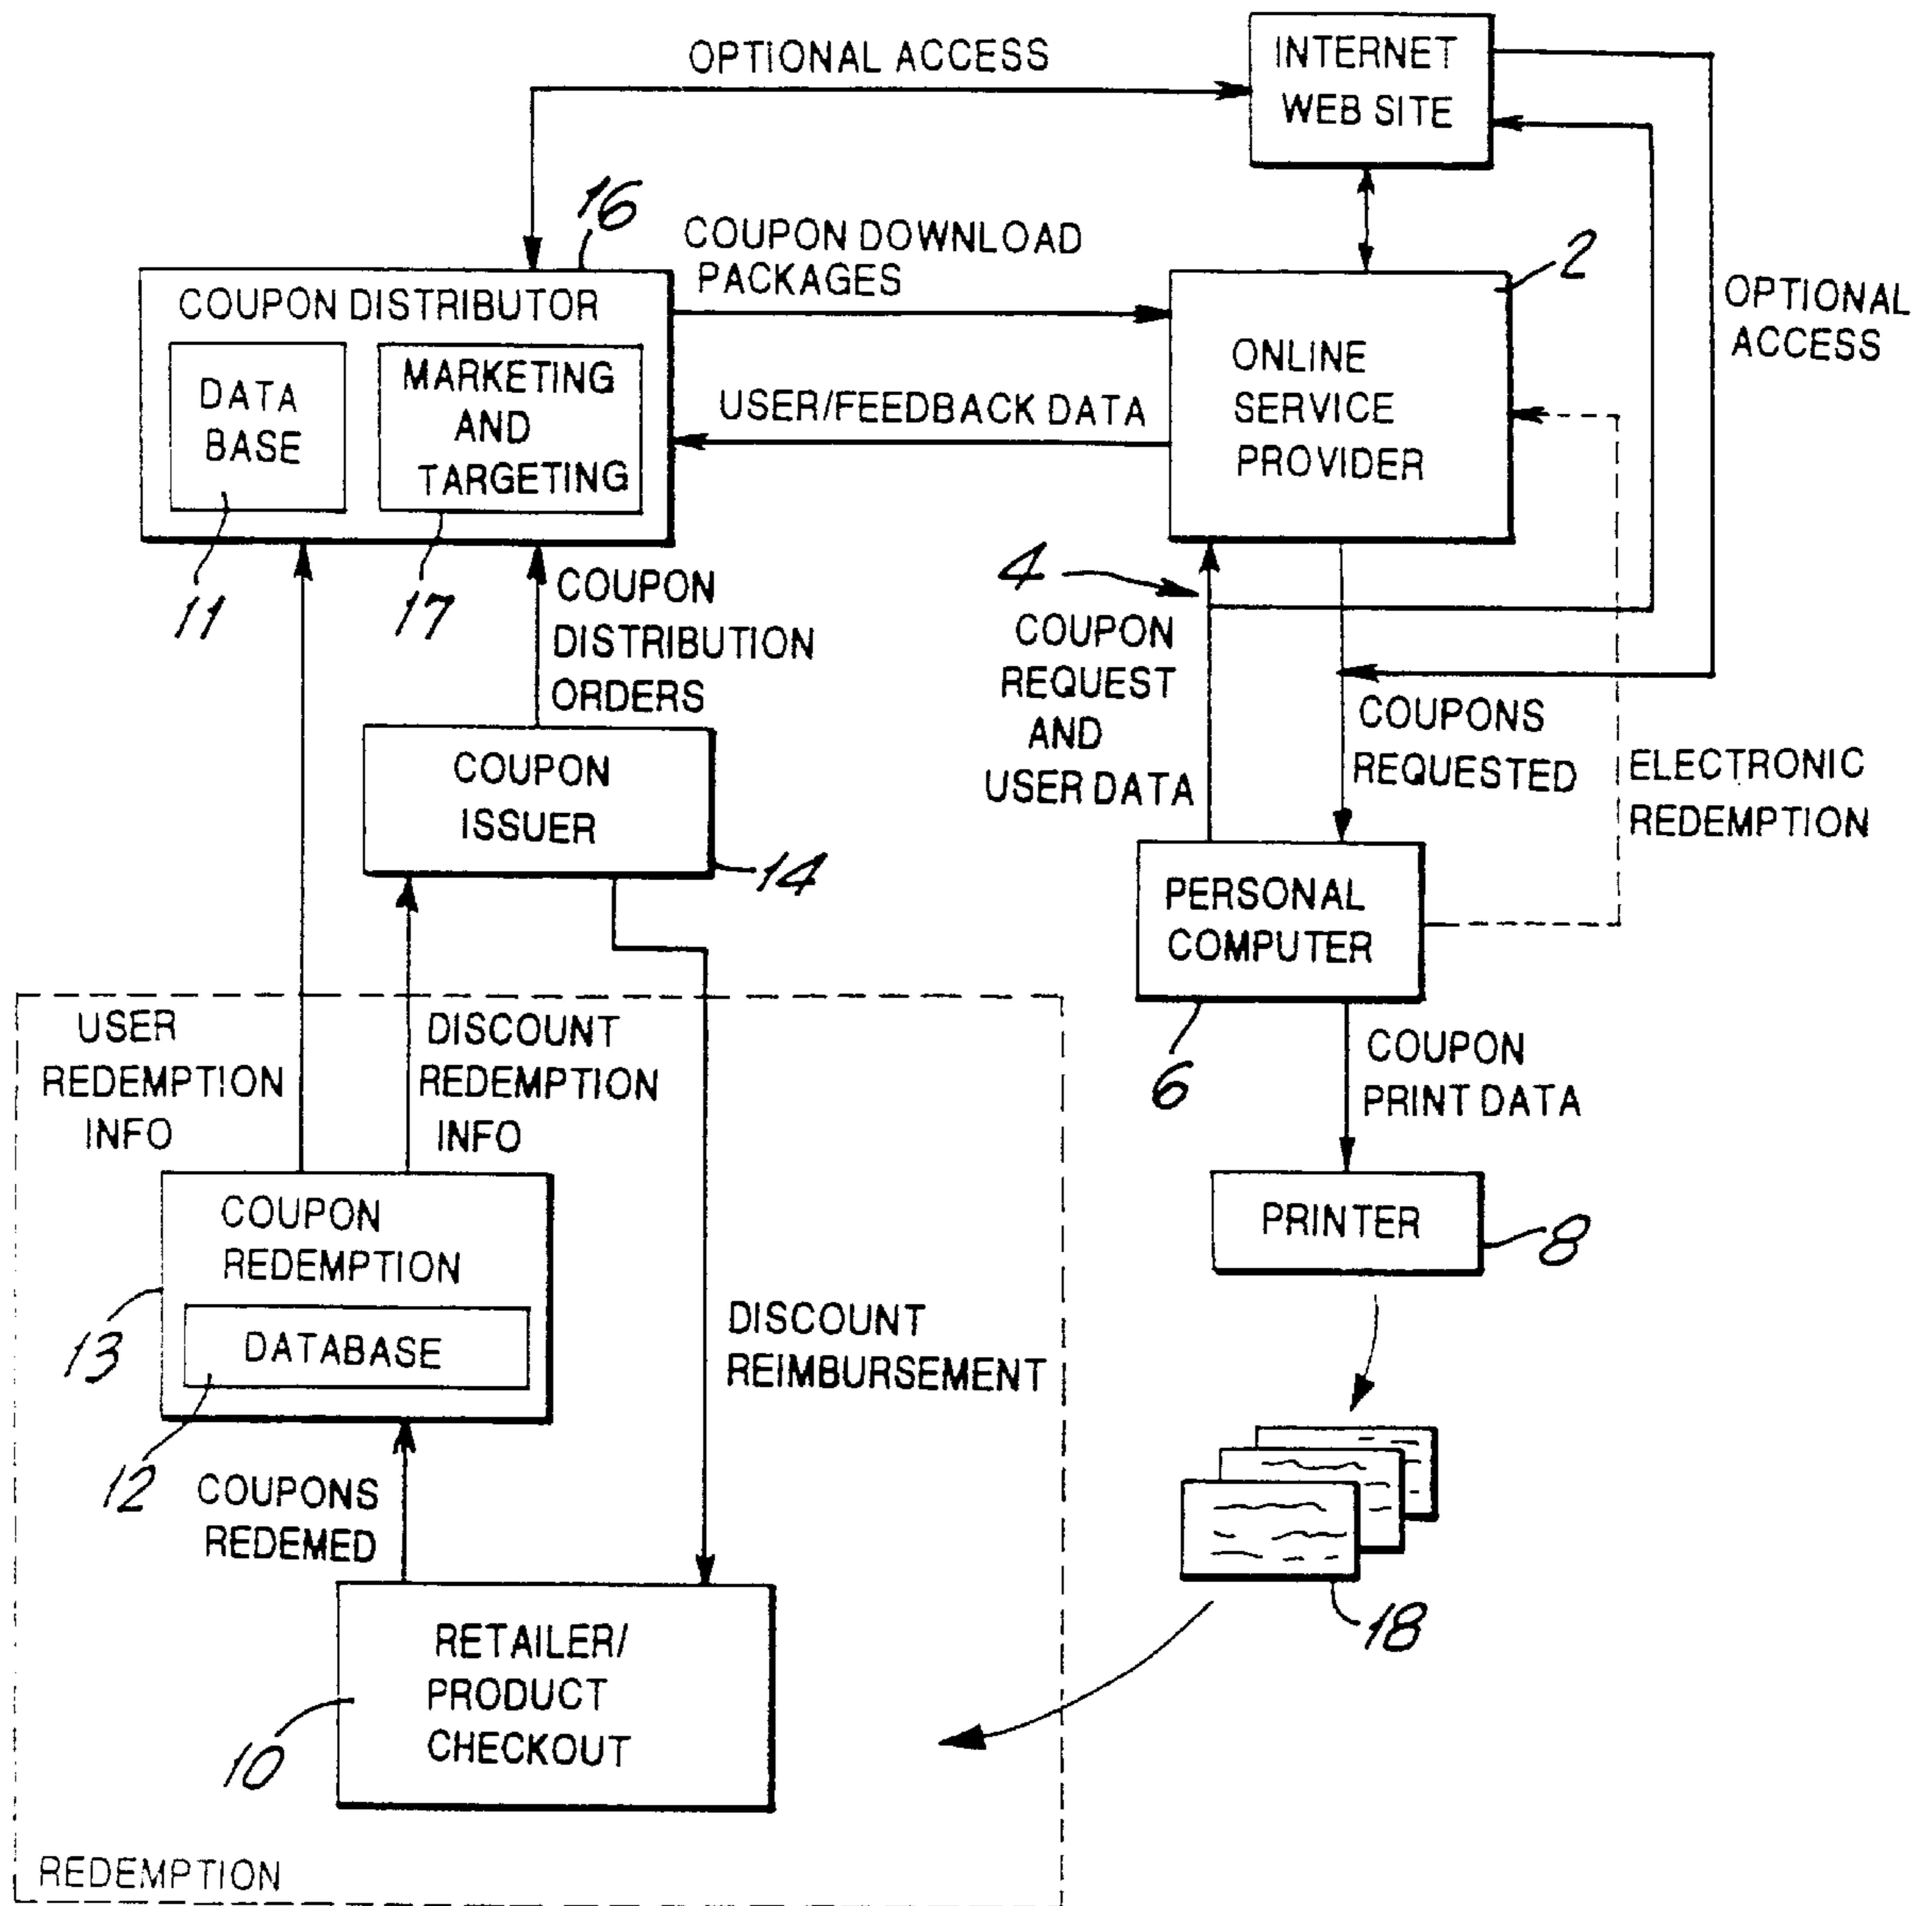 OPTIONAL ACCESS
INTERNET
WEB SITE
16
COUPON DOWNLOAD
PACKAGES
2
OPTIONAL
ACCESS
COUPON DISTRIBUTOR
DATA
BASE
MARKETING
AND
TARGETING
USER/FEEDBACK DATA
ONLINE
SERVICE
PROVIDER
11
17
COUPON
DISTRIBUTION
ORDERS
4
COUPON
REQUEST
AND
USER DATA
COUPONS
REQUESTED
ELECTRONIC
REDEMPTION
COUPON
ISSUER
14
PERSONAL
COMPUTER
6
USER
REDEMPTION
INFO
DISCOUNT
REDEMPTION
INFO
COUPON
PRINT DATA
PRINTER
8
COUPON
REDEMPTION
DATABASE
13
12
DISCOUNT
REIMBURSEMENT
COUPONS
REDEMED
18
RETAILER/
PRODUCT
CHECKOUT
10
REDEMPTION